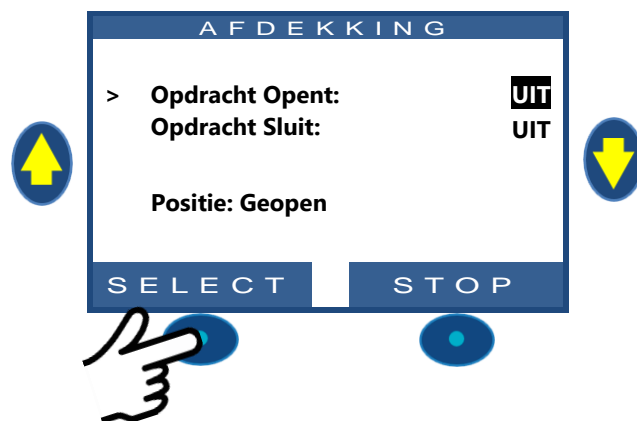 AFDEKKING
> Opdracht Opent: UIT
Opdracht Sluit: UIT
Positie: Geopen
SELECT STOP